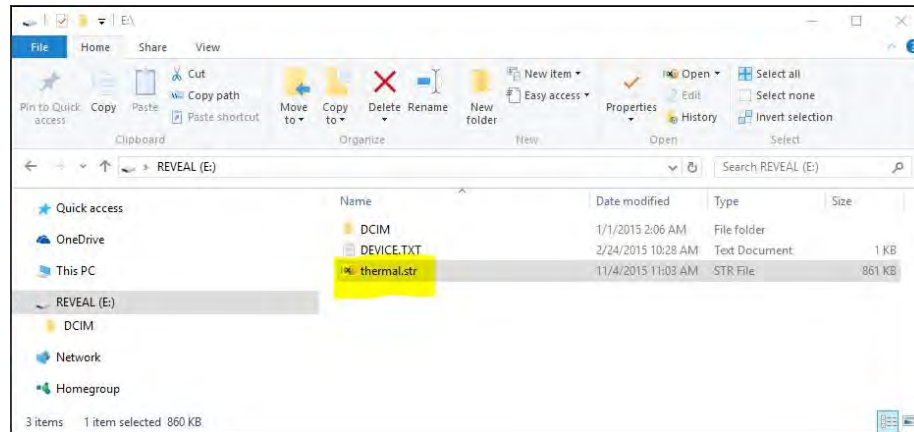 E:\
File Home Share View
Pin to Quick access
Copy
Paste
Cut
Copy path
Paste shortcut
Clipboard
Move to
Copy to
Delete
Rename
Organize
New folder
New item
Easy access
New
Properties
Open
Edit
History
Open
Select all
Select none
Invert selection
Select
REVEAL (E:)
Search REVEAL (E:)
Quick access
OneDrive
This PC
REVEAL (E:)
DCIM
Network
Homegroup
Name Date modified Type Size
DCIM 1/1/2015 2:06 AM File folder
DEVICE.TXT 2/24/2015 10:28 AM Text Document 1 KB
thermal.str 11/4/2015 11:03 AM STR File 861 KB
3 items 1 item selected 860 KB